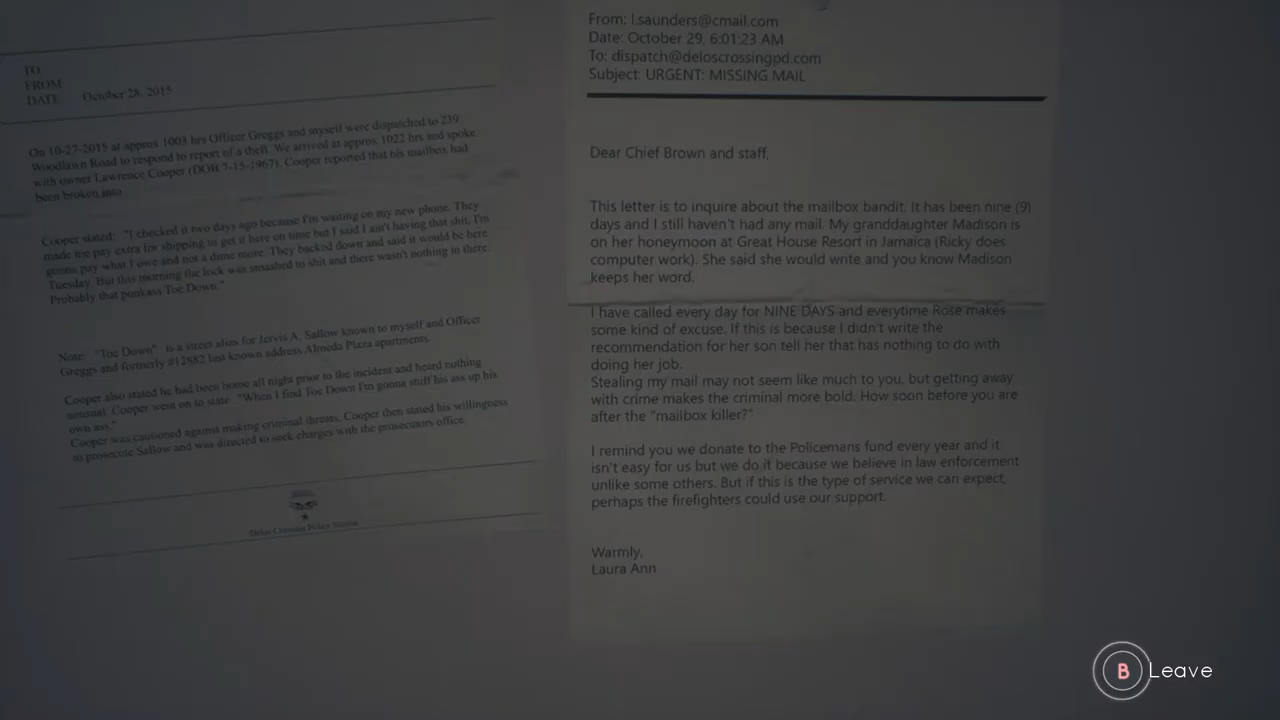 TO
FROM
DATE October 28, 2015
On 10-27-2015 at approx 1003 hrs Officer Greggs and myself were dispatched to 239
Woodlawn Road to respond to report of a theft. We arrived at approx 1022 hrs and spoke
with owner Lawrence Cooper (DOB 7-15-1967). Cooper reported that his mailbox had
been broken into.
Cooper stated: "I checked it two days ago because I'm waiting on my new phone. They
made me pay extra for shipping to get it here on time but I said I ain't having that shit, I'm
gonna pay what I owe and not a dime more. They backed down and said it would be here
Tuesday. But this morning the lock was smashed to shit and there wasn't nothing in there.
Probably that punkass Toe Down."
Note: "Toe Down" is a street alias for Jervis A. Sallow known to myself and Officer
Greggs and formerly #12882 last known address Almeda Plaza apartments.
Cooper also stated he had been home all night prior to the incident and heard nothing
unusual. Cooper went on to state: "When I find Toe Down I'm gonna stuff his ass up his
own ass."
Cooper was cautioned against making criminal threats. Cooper then stated his willingness
to prosecute Sallow and was directed to seek charges with the prosecutors office.
Delos Crossing Police Station
From: l.saunders@cmail.com
Date: October 29, 6:01:23 AM
To: dispatch@deloscrossingpd.com
Subject: URGENT: MISSING MAIL
Dear Chief Brown and staff,
This letter is to inquire about the mailbox bandit. It has been nine (9)
days and I still haven't had any mail. My granddaughter Madison is
on her honeymoon at Great House Resort in Jamaica (Ricky does
computer work). She said she would write and you know Madison
keeps her word.
I have called every day for NINE DAYS and everytime Rose makes
some kind of excuse. If this is because I didn't write the
recommendation for her son tell her that has nothing to do with
doing her job.
Stealing my mail may not seem like much to you, but getting away
with crime makes the criminal more bold. How soon before you are
after the "mailbox killer?"
I remind you we donate to the Policemans fund every year and it
isn't easy for us but we do it because we believe in law enforcement
unlike some others. But if this is the type of service we can expect,
perhaps the firefighters could use our support.
Warmly,
Laura Ann
B Leave